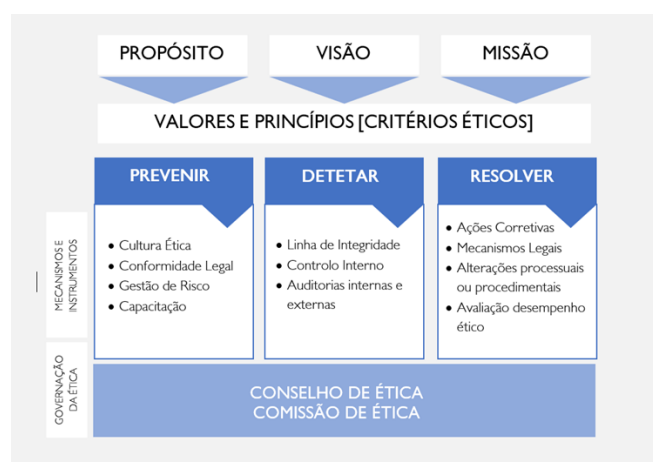 PROPÓSITO
VISÃO
MISSÃO
VALORES E PRINCÍPIOS [CRITÉRIOS ÉTICOS]
PREVENIR
DETETAR
RESOLVER
MECANISMOS E
INSTRUMENTOS
• Cultura Ética
• Conformidade Legal
• Gestão de Risco
• Capacitação
• Linha de Integridade
• Controlo Interno
• Auditorias internas e
externas
• Ações Corretivas
• Mecanismos Legais
• Alterações processuais
ou procedimentais
• Avaliação desempenho
ético
GOVERNAÇÃO
DA ÉTICA
CONSELHO DE ÉTICA
COMISSÃO DE ÉTICA